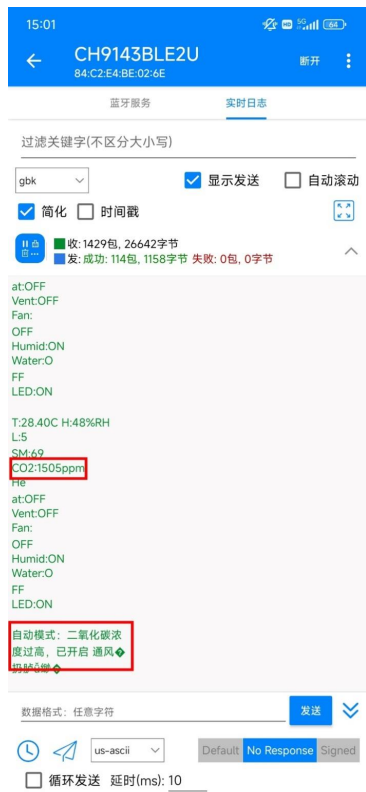 15:01
5G
64
CH9143BLE2U
84:C2:E4:BE:02:6E
断开
蓝牙服务
实时日志
过滤关键字(不区分大小写)
gbk
显示发送
自动滚动
简化
时间戳
收: 1429包, 26642字节
发: 成功: 114包, 1158字节 失败: 0包, 0字节
at:OFF
Vent:OFF
Fan:
OFF
Humid:ON
Water:O
FF
LED:ON
T:28.40C H:48%RH
L:5
SM:69
CO2:1505ppm
He
at:OFF
Vent:OFF
Fan:
OFF
Humid:ON
Water:O
FF
LED:ON
自动模式：二氧化碳浓
度过高，已开启 通风�
数据格式：任意字符
发送
us-ascii
Default
No Response
Signed
循环发送
延时(ms):
10